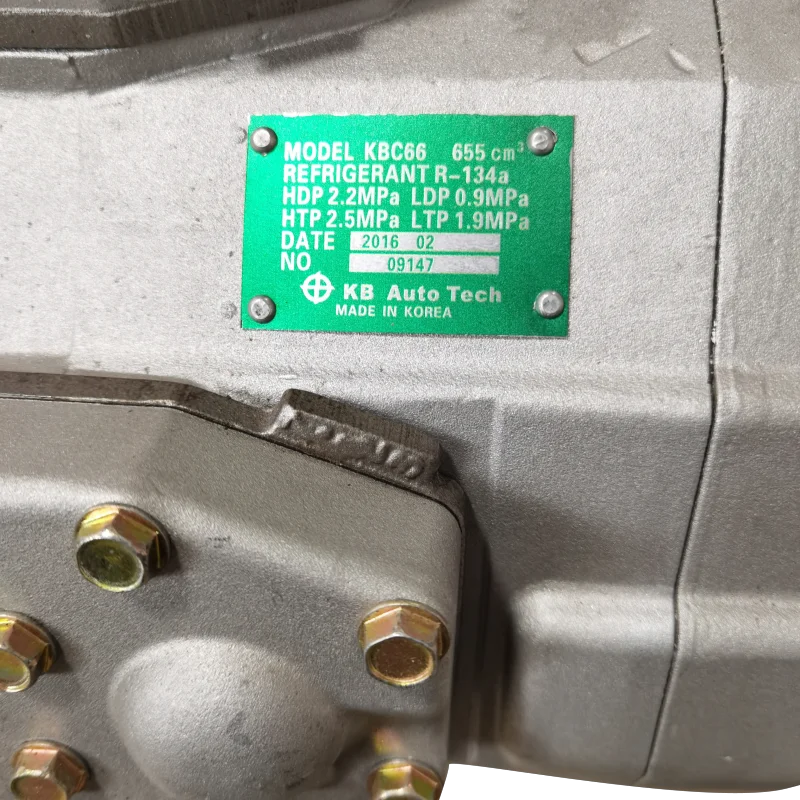 MODEL KBC66 655 cm³
REFRIGERANT R-134a
HDP 2.2MPa LDP 0.9MPa
HTP 2.5MPa LTP 1.9MPa
DATE 2016 02
NO 09147
KB Auto Tech
MADE IN KOREA